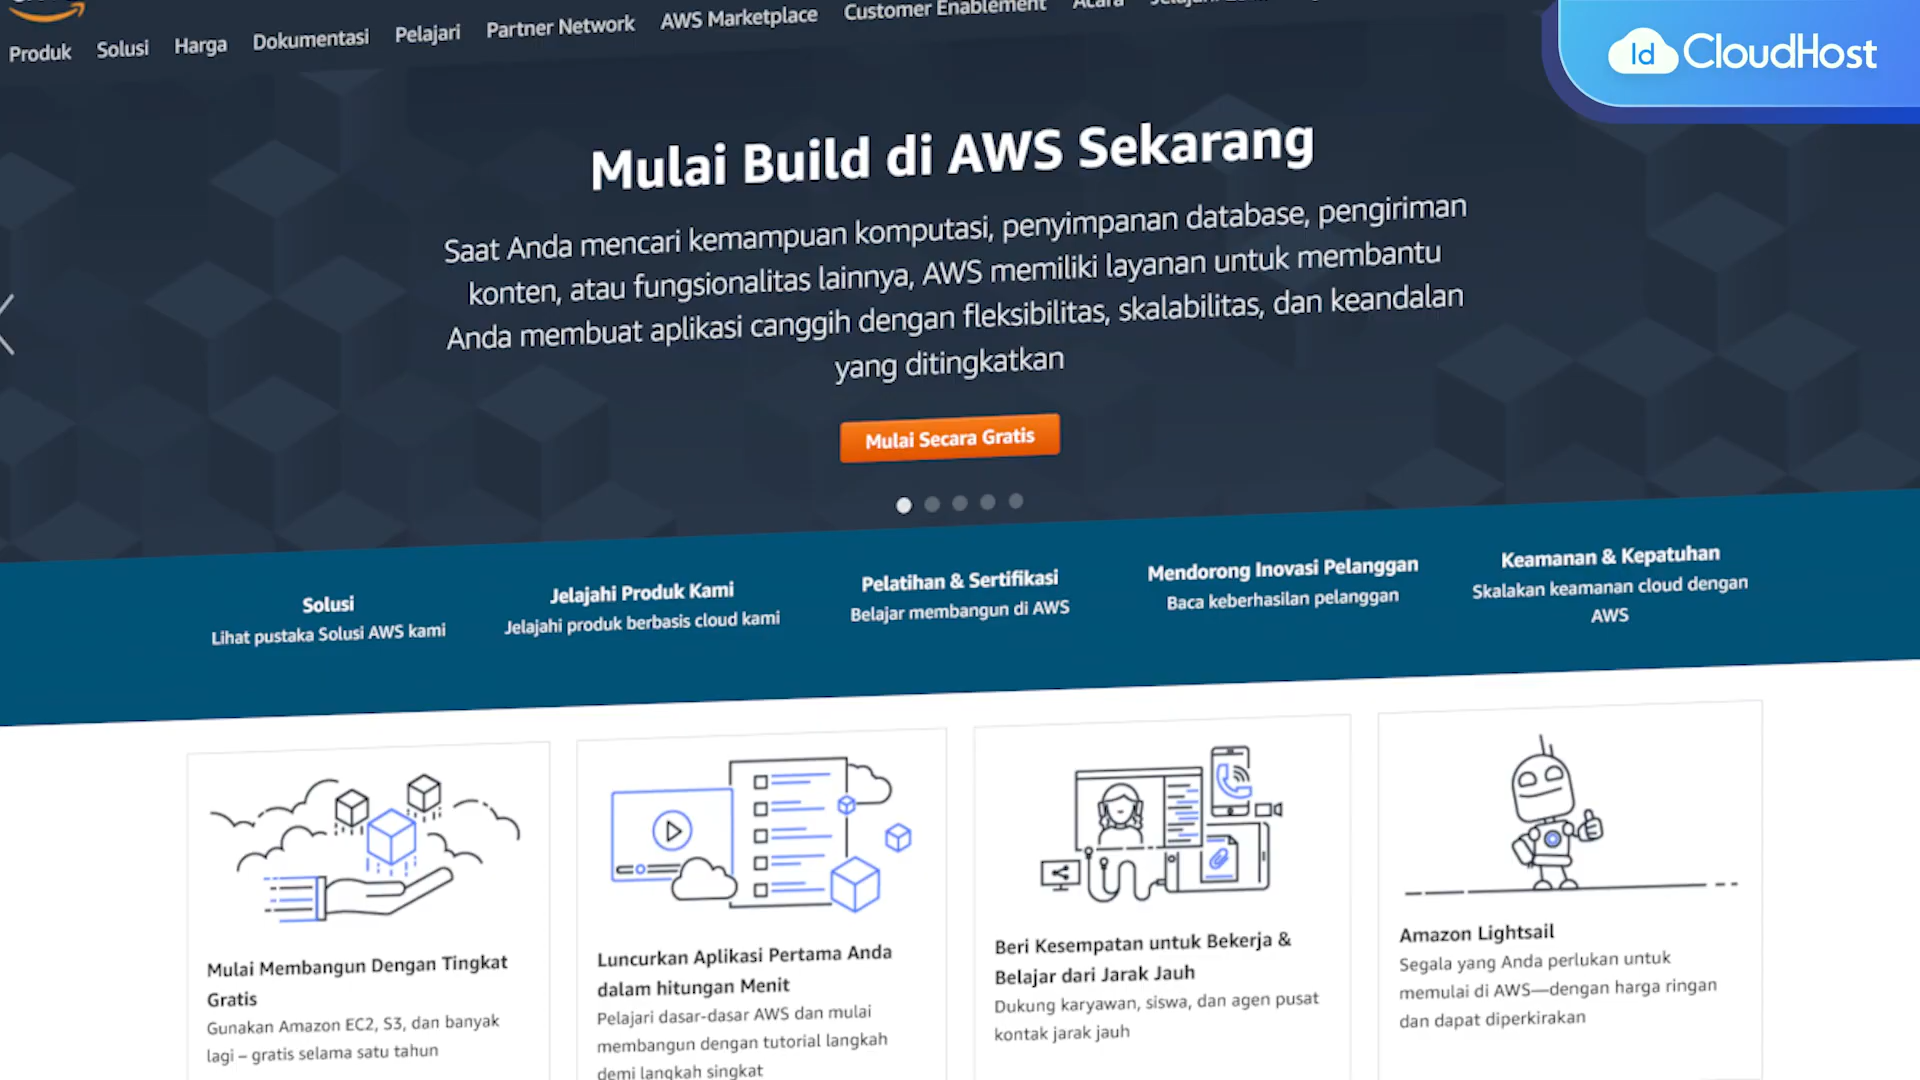 Id CloudHost
Produk Solusi Harga Dokumentasi Pelajari Partner Network AWS Marketplace Customer Enablement Acara
Mulai Build di AWS Sekarang
Saat Anda mencari kemampuan komputasi, penyimpanan database, pengiriman
konten, atau fungsionalitas lainnya, AWS memiliki layanan untuk membantu
Anda membuat aplikasi canggih dengan fleksibilitas, skalabilitas, dan keandalan
yang ditingkatkan
Mulai Secara Gratis
Solusi
Lihat pustaka Solusi AWS kami
Jelajahi Produk Kami
Jelajahi produk berbasis cloud kami
Pelatihan & Sertifikasi
Belajar membangun di AWS
Mendorong Inovasi Pelanggan
Baca keberhasilan pelanggan
Keamanan & Kepatuhan
Skalakan keamanan cloud dengan
AWS
Mulai Membangun Dengan Tingkat
Gratis
Gunakan Amazon EC2, S3, dan banyak
lagi – gratis selama satu tahun
Luncurkan Aplikasi Pertama Anda
dalam hitungan Menit
Pelajari dasar-dasar AWS dan mulai
membangun dengan tutorial langkah
demi langkah singkat
Beri Kesempatan untuk Bekerja &
Belajar dari Jarak Jauh
Dukung karyawan, siswa, dan agen pusat
kontak jarak jauh
Amazon Lightsail
Segala yang Anda perlukan untuk
memulai di AWS—dengan harga ringan
dan dapat diperkirakan